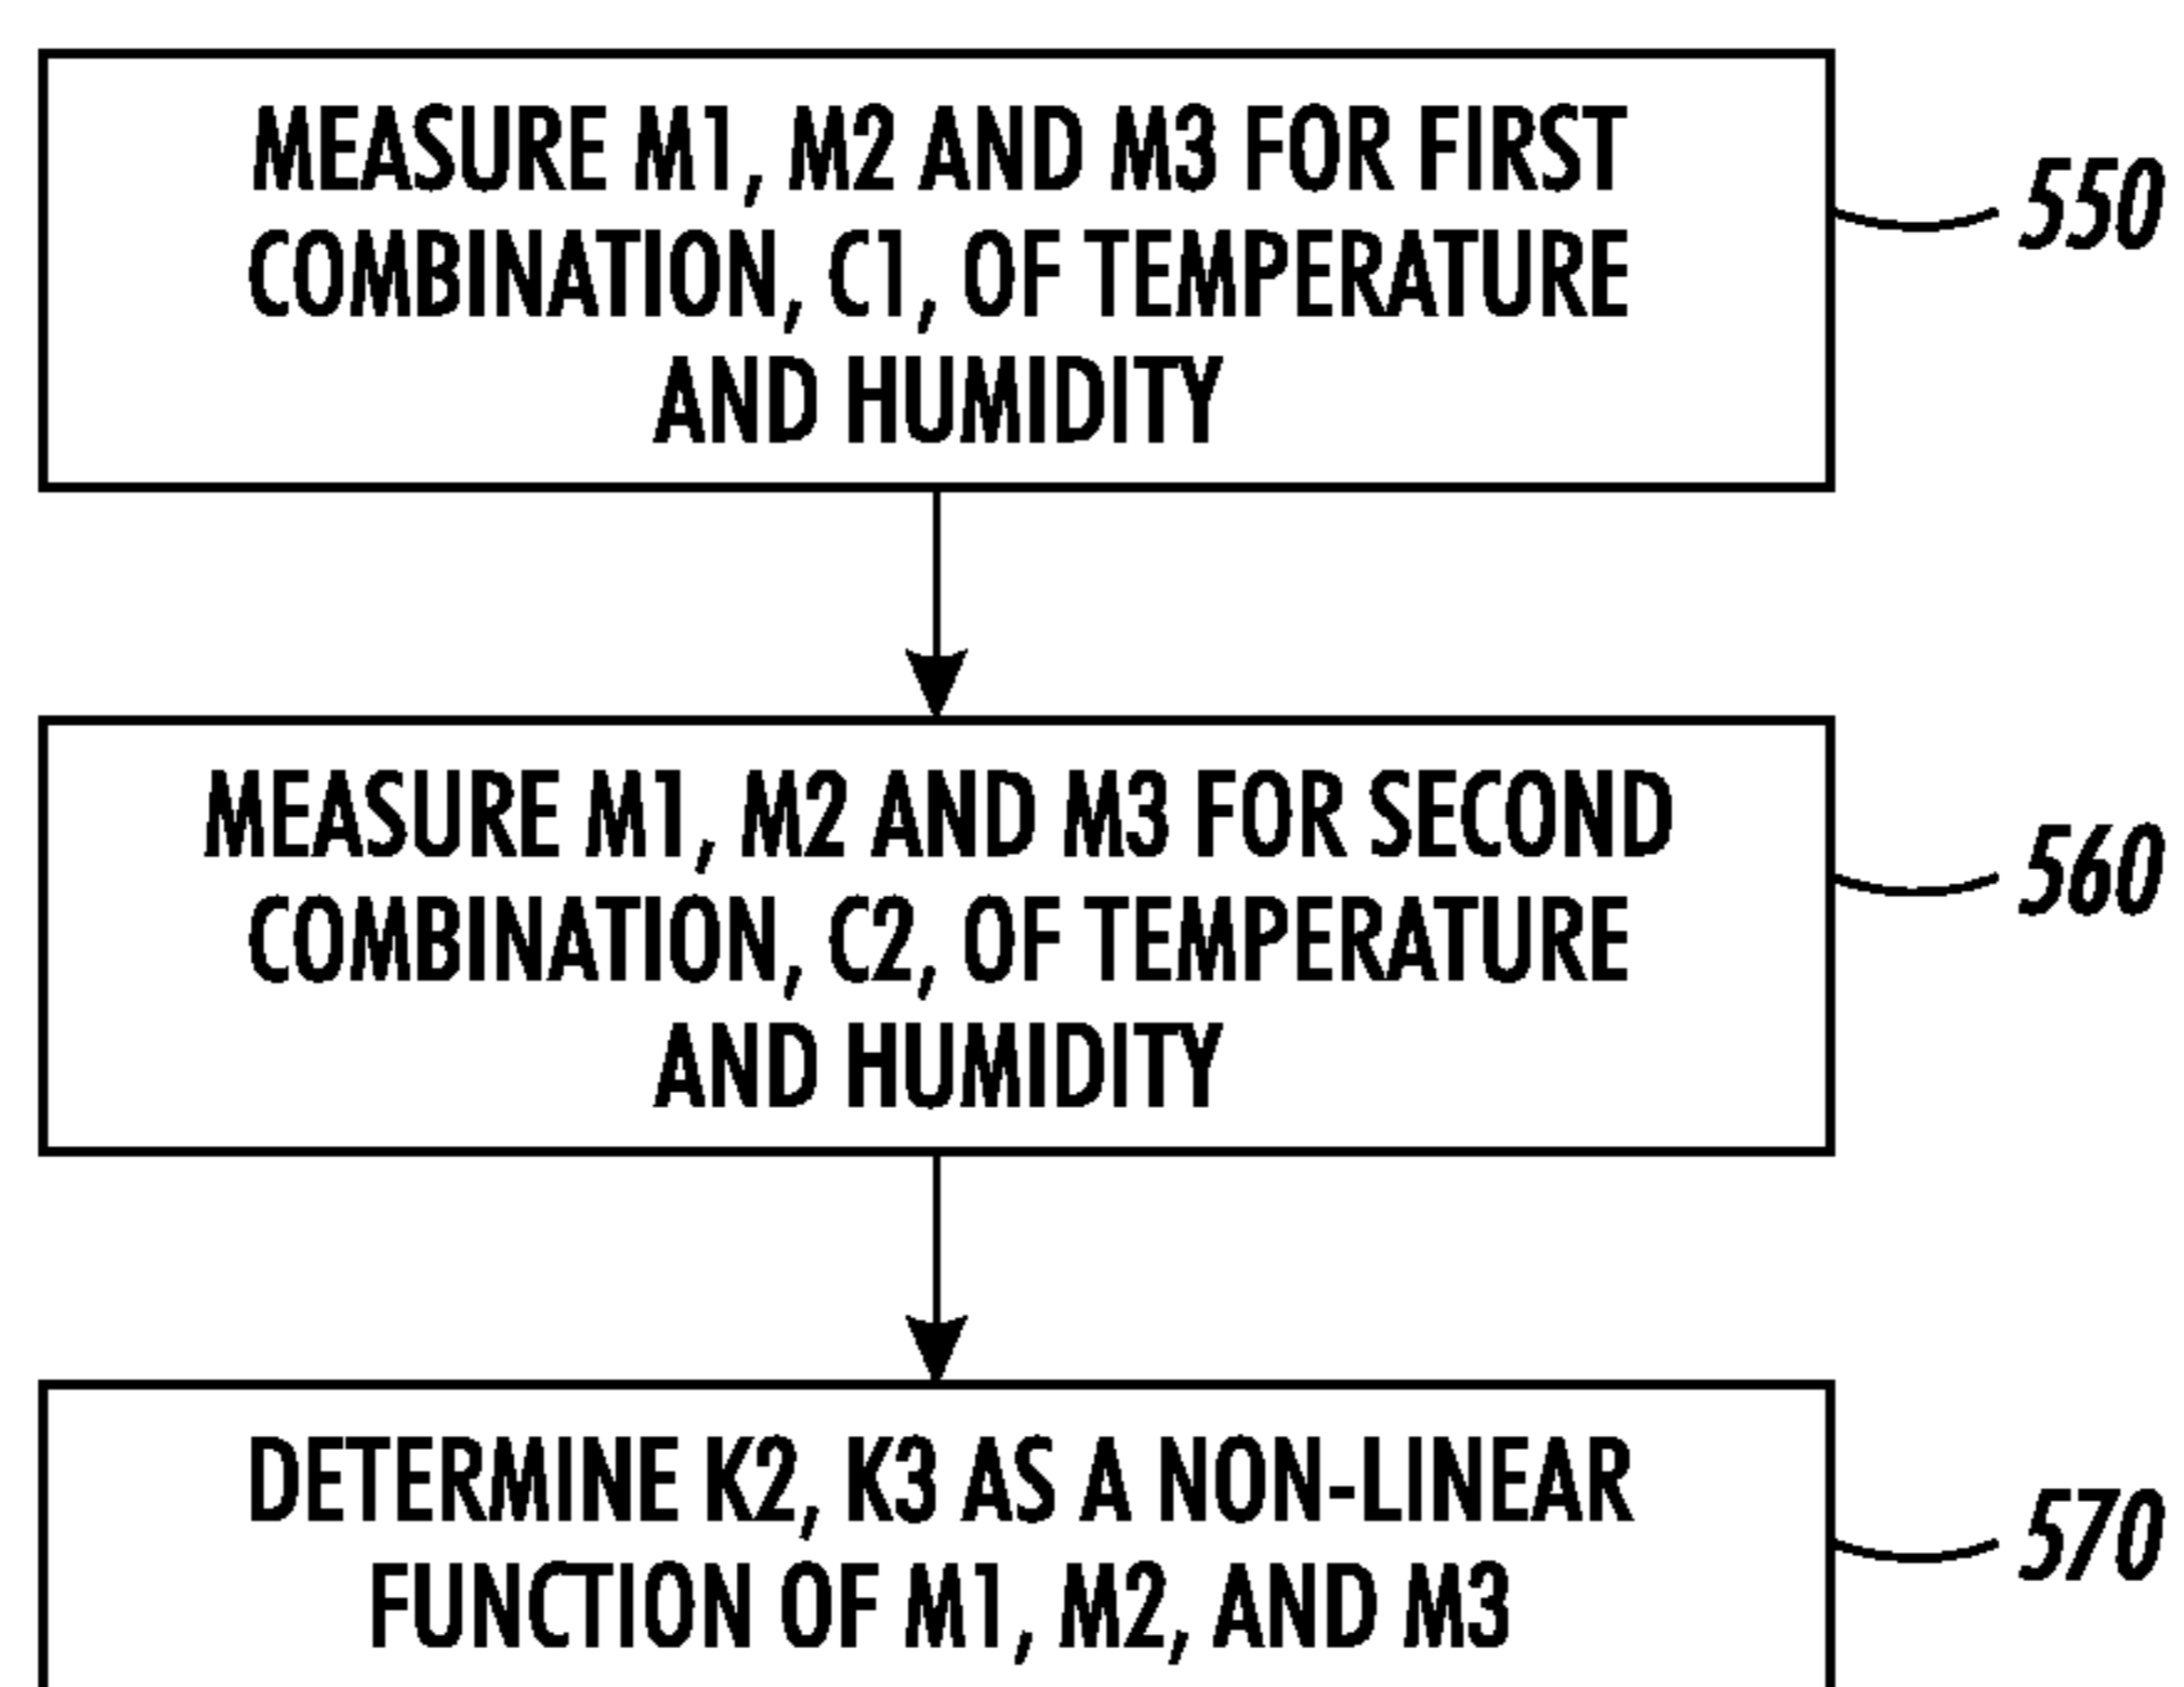 MEASURE M1, M2 AND M3 FOR FIRST
COMBINATION, C1, OF TEMPERATURE
AND HUMIDITY
550
MEASURE M1, M2 AND M3 FOR SECOND
COMBINATION, C2, OF TEMPERATURE
AND HUMIDITY
560
DETERMINE K2, K3 AS A NON-LINEAR
FUNCTION OF M1, M2, AND M3
570